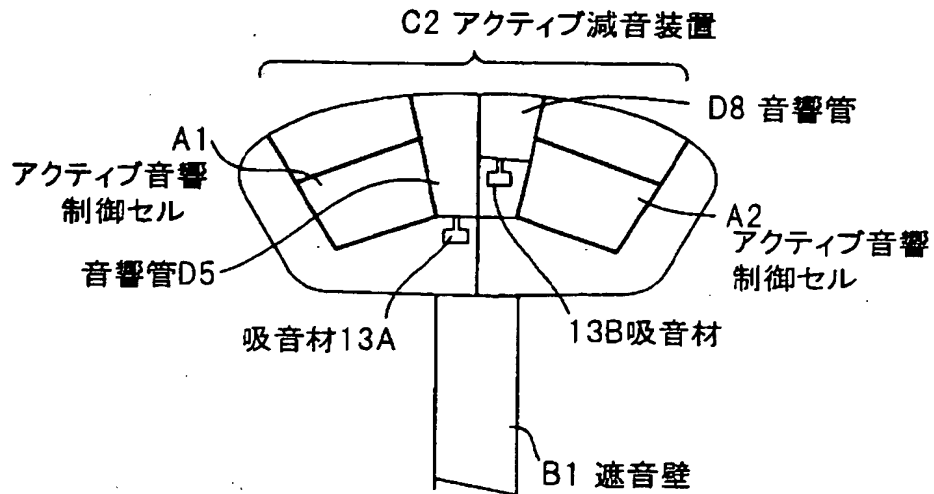 C2 アクティブ減音装置
D8 音響管
A1
アクティブ音響
制御セル
A2
アクティブ音響
制御セル
音響管D5
吸音材13A
13B吸音材
B1 遮音壁